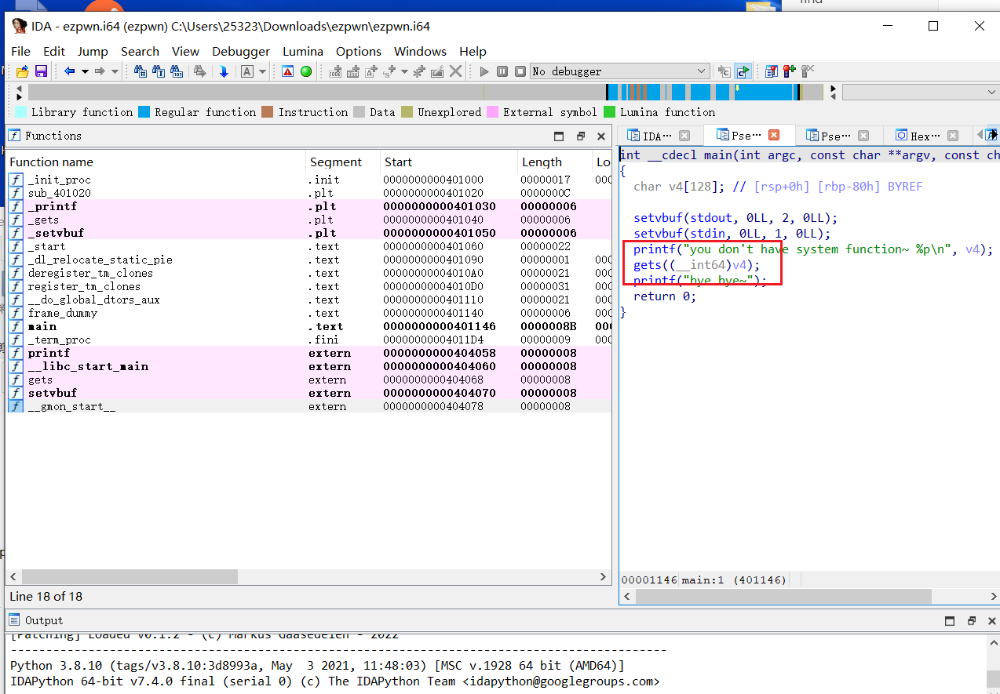 IDA - ezpwn.i64 (ezpwn) C:\Users\25323\Downloads\ezpwn\ezpwn.i64
File Edit Jump Search View Debugger Lumina Options Windows Help
No debugger
Library function Regular function Instruction Data Unexplored External symbol Lumina function
Functions
IDA··· Pse··· Pse··· Hex···
Function name Segment Start Length Lo
_init_proc .init 0000000000401000 00000017 000
sub_401020 .plt 0000000000401020 0000000C
_printf .plt 0000000000401030 00000006
_gets .plt 0000000000401040 00000006
_setvbuf .plt 0000000000401050 00000006
_start .text 0000000000401060 00000022
_dl_relocate_static_pie .text 0000000000401090 00000001 000
deregister_tm_clones .text 00000000004010A0 00000021 000
register_tm_clones .text 00000000004010D0 00000031 000
__do_global_dtors_aux .text 0000000000401110 00000021 000
frame_dummy .text 0000000000401140 00000006 000
main .text 0000000000401146 0000008B 000
_term_proc .fini 00000000004011D4 00000009 000
printf extern 0000000000404058 00000008
__libc_start_main extern 0000000000404060 00000008
gets extern 0000000000404068 00000008
setvbuf extern 0000000000404070 00000008
__gmon_start__ extern 0000000000404078 00000008
Line 18 of 18
int __cdecl main(int argc, const char **argv, const ch
{
char v4[128]; // [rsp+0h] [rbp-80h] BYREF
setvbuf(stdout, 0LL, 2, 0LL);
setvbuf(stdin, 0LL, 1, 0LL);
printf("you don't have system function~ %p\n", v4);
gets((__int64)v4);
printf("bye bye~");
return 0;
}
00001146 main:1 (401146)
Output
[Patching] Loaded v0.1.2 - (c) Markus Gaasedelen - 2022
-----------------------------------------------------------------------------------------
Python 3.8.10 (tags/v3.8.10:3d8993a, May  3 2021, 11:48:03) [MSC v.1928 64 bit (AMD64)]
IDAPython 64-bit v7.4.0 final (serial 0) (c) The IDAPython Team <idapython@googlegroups.com>